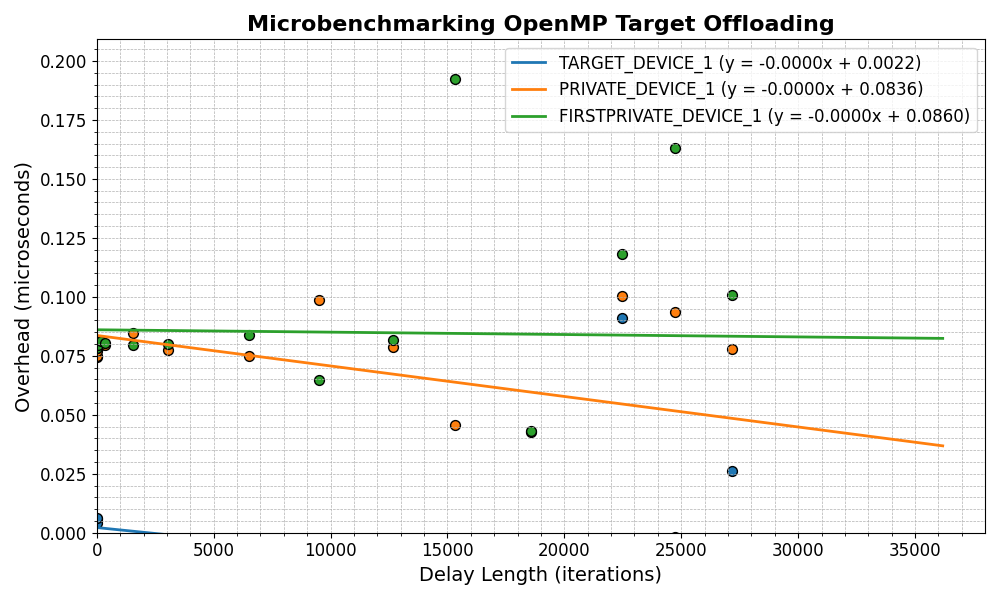 Microbenchmarking OpenMP Target Offloading
TARGET_DEVICE_1 (y = -0.0000x + 0.0022)
PRIVATE_DEVICE_1 (y = -0.0000x + 0.0836)
FIRSTPRIVATE_DEVICE_1 (y = -0.0000x + 0.0860)
Overhead (microseconds)
0.200
0.175
0.150
0.125
0.100
0.075
0.050
0.025
0.000
0 5000 10000 15000 20000 25000 30000 35000
Delay Length (iterations)